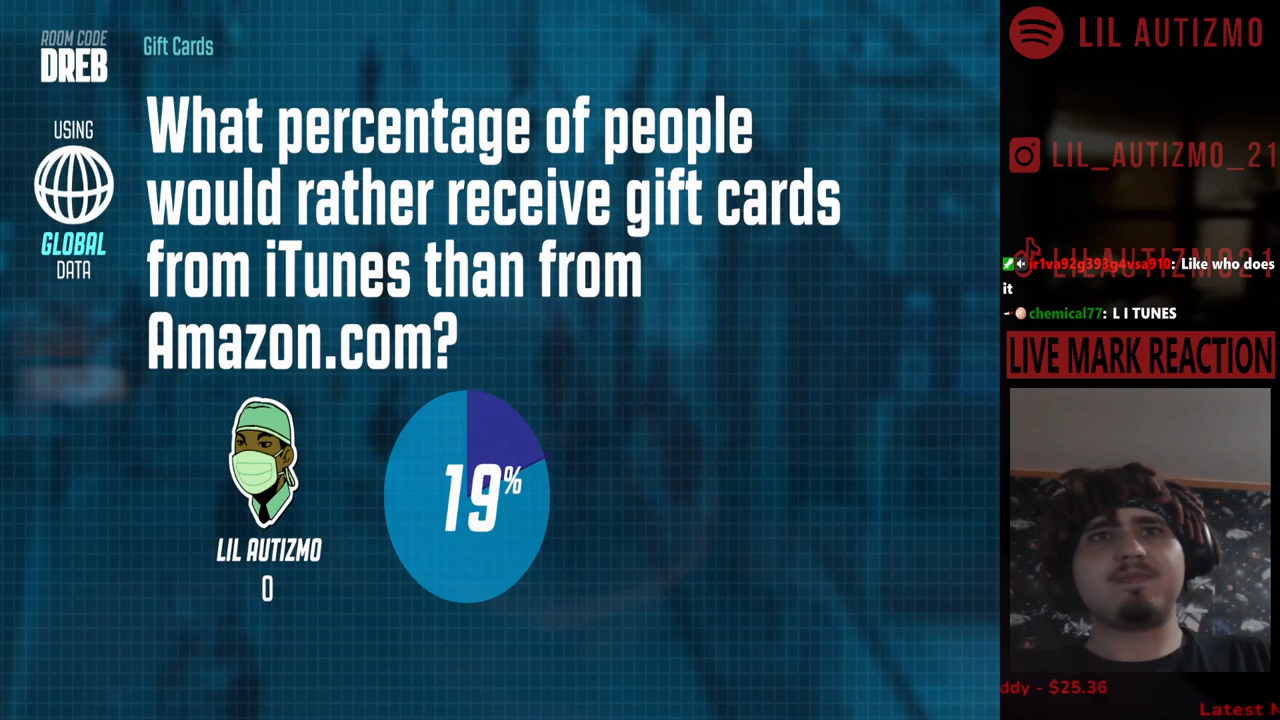 ROOM CODE
DREB
Gift Cards
USING
GLOBAL
DATA
What percentage of people
would rather receive gift cards
from iTunes than from
Amazon.com?
19%
LIL AUTIZMO
0
LIL AUTIZMO
LIL_AUTIZMO_21
LILAUTIZMO21
ir1va92g393g4vsa910: Like who does
it
chemical77: L I TUNES
LIVE MARK REACTION
ddy - $25.36
Latest